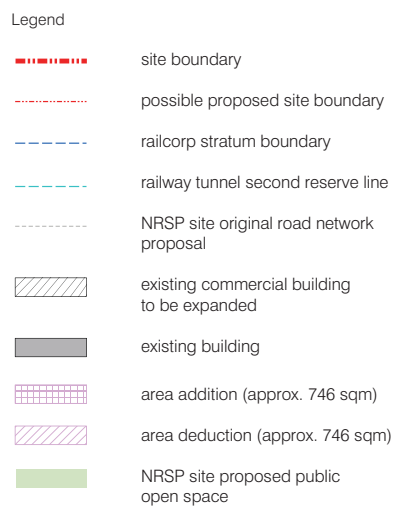 Legend
site boundary
possible proposed site boundary
railcorp stratum boundary
railway tunnel second reserve line
NRSP site original road network
proposal
existing commercial building
to be expanded
existing building
area addition (approx. 746 sqm)
area deduction (approx. 746 sqm)
NRSP site proposed public
open space